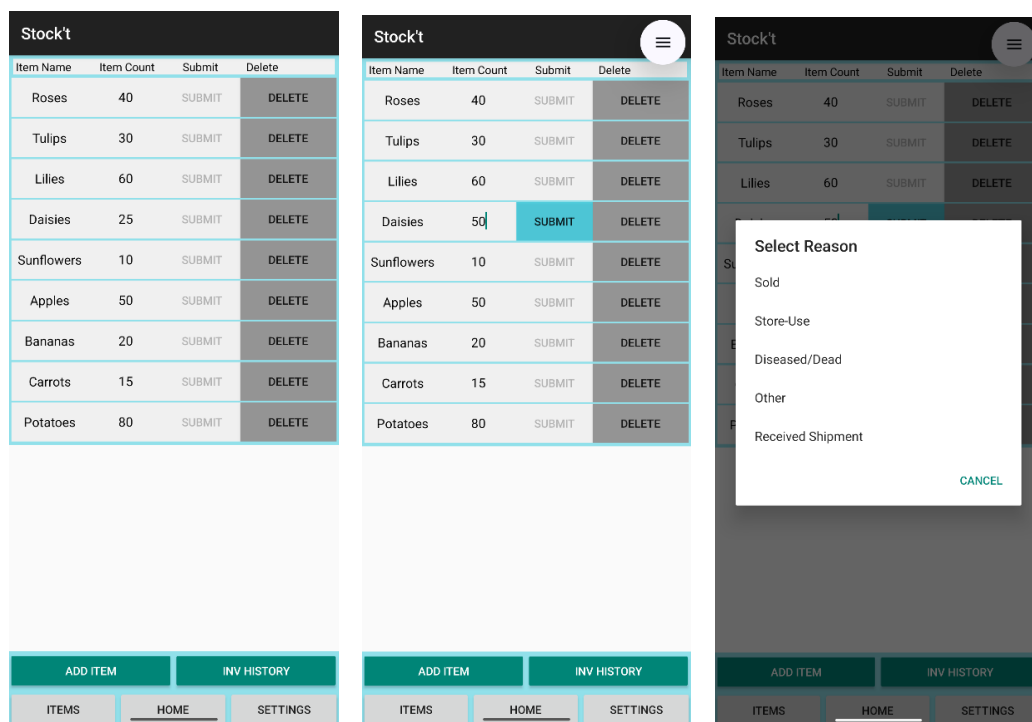 Stock't
Item Name Item Count Submit Delete
Roses 40 SUBMIT DELETE
Tulips 30 SUBMIT DELETE
Lilies 60 SUBMIT DELETE
Daisies 25 SUBMIT DELETE
Sunflowers 10 SUBMIT DELETE
Apples 50 SUBMIT DELETE
Bananas 20 SUBMIT DELETE
Carrots 15 SUBMIT DELETE
Potatoes 80 SUBMIT DELETE
ADD ITEM INV HISTORY
ITEMS HOME SETTINGS
Stock't
Item Name Item Count Submit Delete
Roses 40 SUBMIT DELETE
Tulips 30 SUBMIT DELETE
Lilies 60 SUBMIT DELETE
Daisies 50 SUBMIT DELETE
Sunflowers 10 SUBMIT DELETE
Apples 50 SUBMIT DELETE
Bananas 20 SUBMIT DELETE
Carrots 15 SUBMIT DELETE
Potatoes 80 SUBMIT DELETE
ADD ITEM INV HISTORY
ITEMS HOME SETTINGS
Stock't
Item Name Item Count Submit Delete
Roses 40 SUBMIT DELETE
Tulips 30 SUBMIT DELETE
Lilies 60 SUBMIT DELETE
Select Reason
Sold
Store-Use
Diseased/Dead
Other
Received Shipment
CANCEL
ADD ITEM INV HISTORY
ITEMS HOME SETTINGS